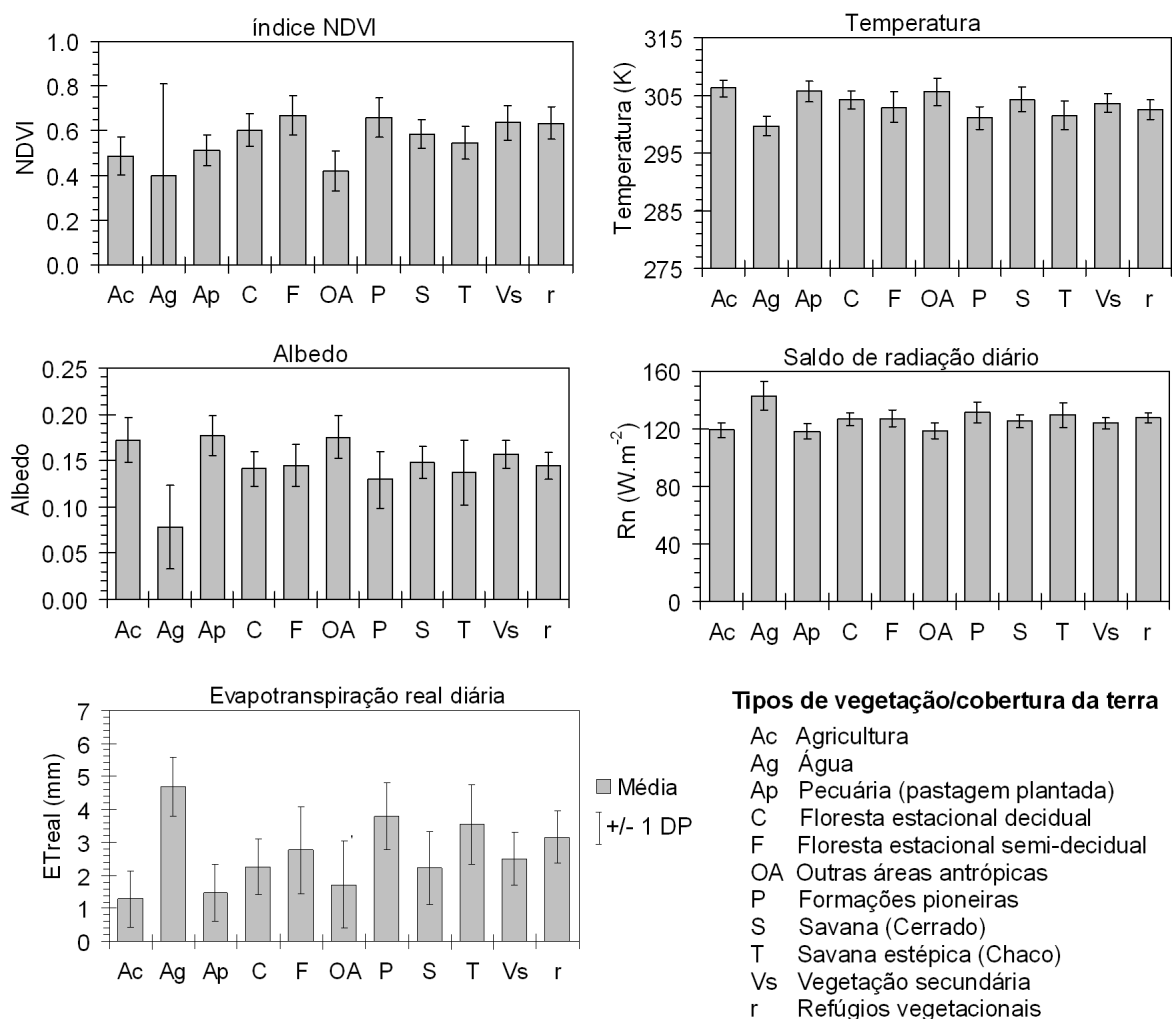 índice NDVI
NDVI
1.0
0.8
0.6
0.4
0.2
0.0
Ac Ag Ap C F OA P S T Vs r
Temperatura
Temperatura (K)
315
305
295
285
275
Ac Ag Ap C F OA P S T Vs r
Albedo
Albedo
0.25
0.20
0.15
0.10
0.05
0.00
Ac Ag Ap C F OA P S T Vs r
Saldo de radiação diário
Rn (W.m⁻²)
160
120
80
40
0
Ac Ag Ap C F OA P S T Vs r
Evapotranspiração real diária
ETreal (mm)
7
6
5
4
3
2
1
0
Ac Ag Ap C F OA P S T Vs r
Média
+/- 1 DP
Tipos de vegetação/cobertura da terra
Ac Agricultura
Ag Água
Ap Pecuária (pastagem plantada)
C Floresta estacional decidual
F Floresta estacional semi-decidual
OA Outras áreas antrópicas
P Formações pioneiras
S Savana (Cerrado)
T Savana estépica (Chaco)
Vs Vegetação secundária
r Refúgios vegetacionais